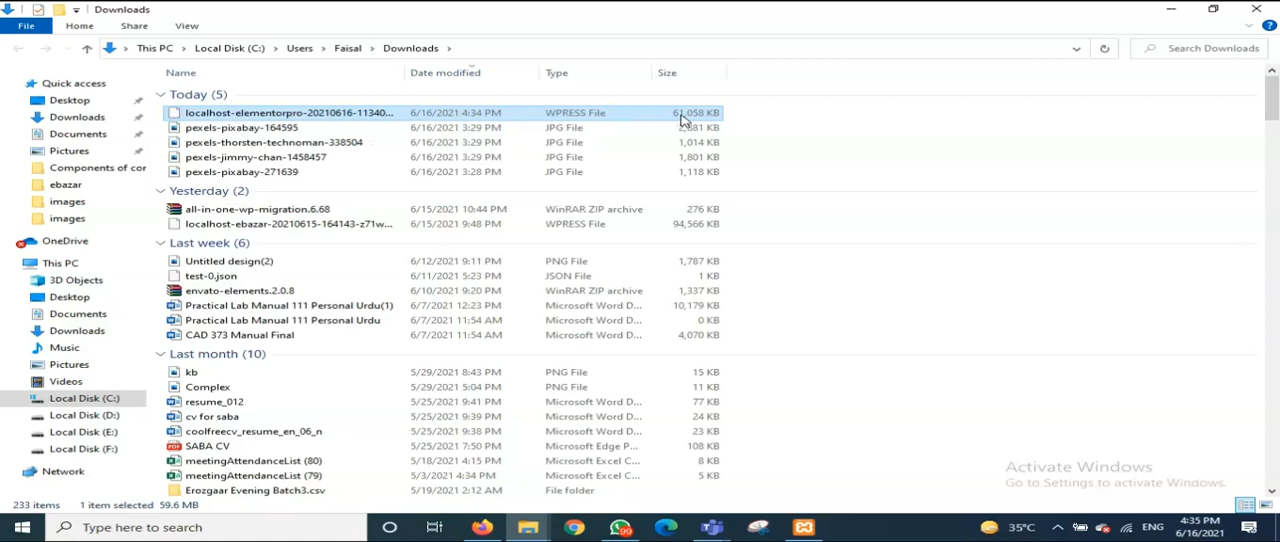 Downloads
File Home Share View
This PC › Local Disk (C:) › Users › Faisal › Downloads ›
Search Downloads
Name Date modified Type Size
Quick access
Desktop
Downloads
Documents
Pictures
Components of cor
ebazar
images
images
OneDrive
This PC
3D Objects
Desktop
Documents
Downloads
Music
Pictures
Videos
Local Disk (C:)
Local Disk (D:)
Local Disk (E:)
Local Disk (F:)
Network
Today (5)
localhost-elementorpro-20210616-11340... 6/16/2021 4:34 PM WPRESS File 61,058 KB
pexels-pixabay-164595 6/16/2021 3:29 PM JPG File 2,881 KB
pexels-thorsten-technoman-338504 6/16/2021 3:29 PM JPG File 1,014 KB
pexels-jimmy-chan-1458457 6/16/2021 3:29 PM JPG File 1,801 KB
pexels-pixabay-271639 6/16/2021 3:28 PM JPG File 1,118 KB
Yesterday (2)
all-in-one-wp-migration.6.68 6/15/2021 10:44 PM WinRAR ZIP archive 276 KB
localhost-ebazar-20210615-164143-z71w... 6/15/2021 9:48 PM WPRESS File 94,566 KB
Last week (6)
Untitled design(2) 6/12/2021 9:11 PM PNG File 1,787 KB
test-0.json 6/11/2021 5:23 PM JSON File 1 KB
envato-elements.2.0.8 6/10/2021 9:20 PM WinRAR ZIP archive 1,337 KB
Practical Lab Manual 111 Personal Urdu(1) 6/7/2021 12:23 PM Microsoft Word D... 10,179 KB
Practical Lab Manual 111 Personal Urdu 6/7/2021 11:54 AM Microsoft Word D... 0 KB
CAD 373 Manual Final 6/7/2021 11:54 AM Microsoft Word D... 4,070 KB
Last month (10)
kb 5/29/2021 8:43 PM PNG File 15 KB
Complex 5/29/2021 5:04 PM PNG File 11 KB
resume_012 5/25/2021 9:41 PM Microsoft Word D... 77 KB
cv for saba 5/25/2021 9:39 PM Microsoft Word D... 24 KB
coolfreecv_resume_en_06_n 5/25/2021 9:38 PM Microsoft Word D... 23 KB
SABA CV 5/25/2021 7:50 PM Microsoft Edge P... 108 KB
meetingAttendanceList (80) 5/18/2021 4:15 PM Microsoft Excel C... 8 KB
meetingAttendanceList (79) 5/3/2021 4:34 PM Microsoft Excel C... 5 KB
Erozgaar Evening Batch3.csv 5/19/2021 2:12 AM File folder
Activate Windows
Go to Settings to activate Windows.
233 items 1 item selected 59.6 MB
Type here to search
99
35°C
ENG
4:35 PM
6/16/2021